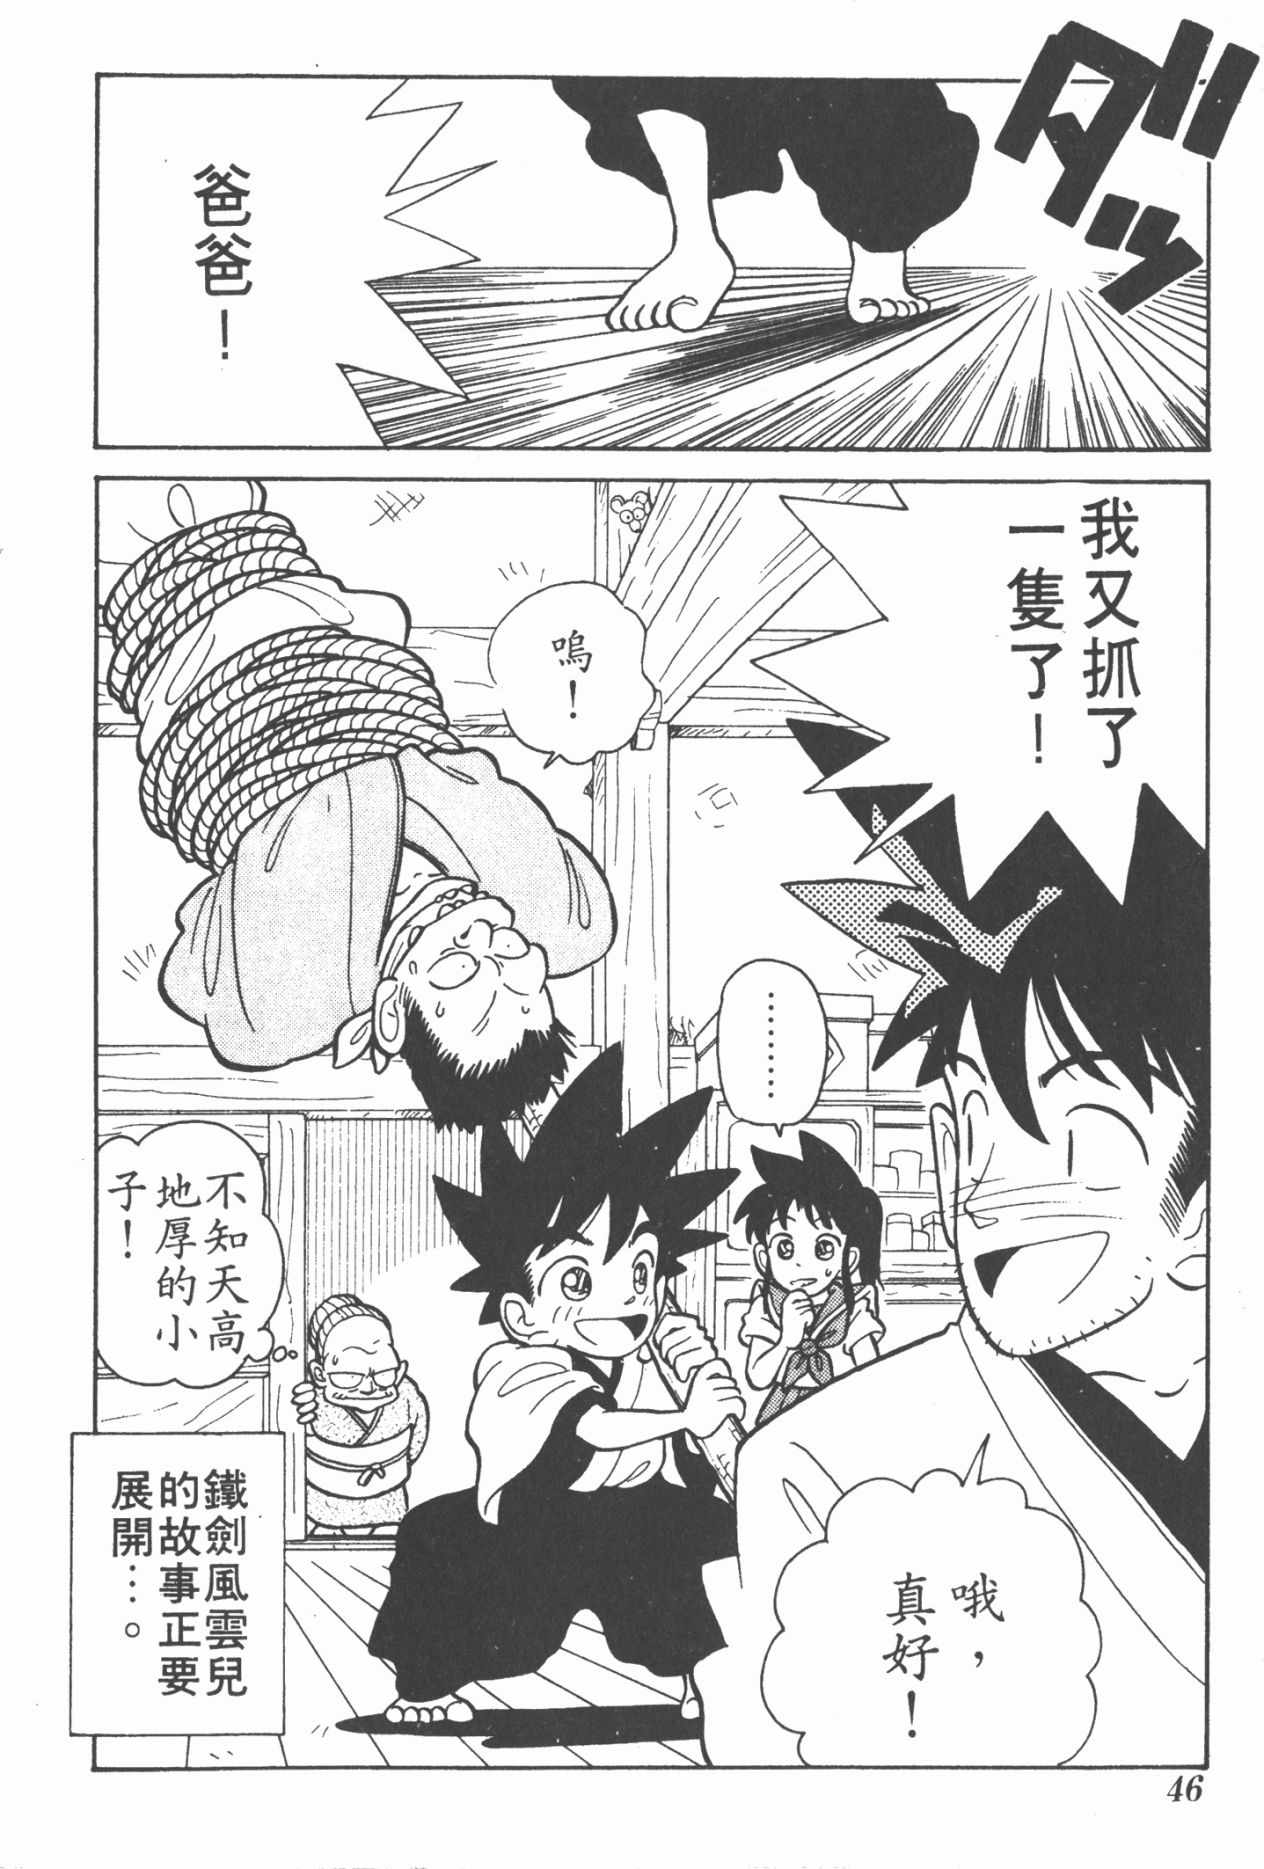 ダッ
爸爸！
我又抓了
一隻了！
嗚！
………
不知天高
地厚的小
子！
哦，
真好！
鐵劍風雲兒
的故事正要
展開…。
46